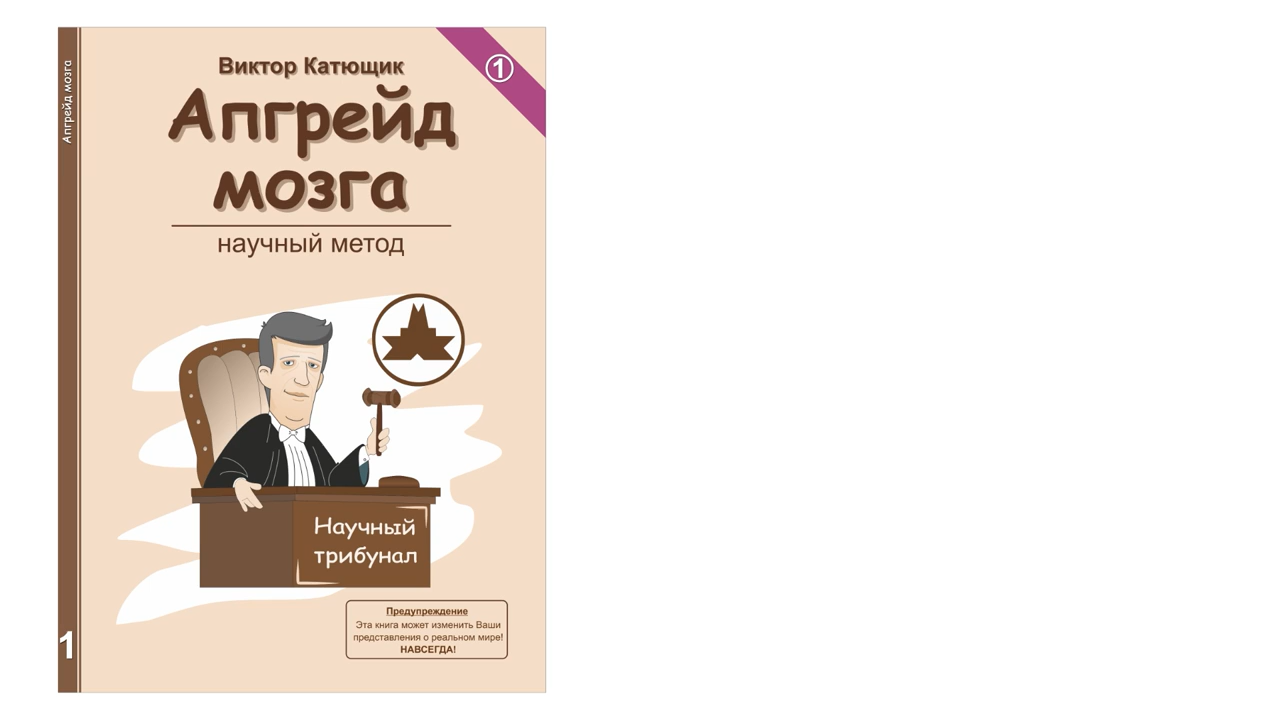 Апгрейд мозга
1
Виктор Катющик
1
Апгрейд
мозга
научный метод
Научный
трибунал
Предупреждение
Эта книга может изменить Ваши
представления о реальном мире!
НАВСЕГДА!